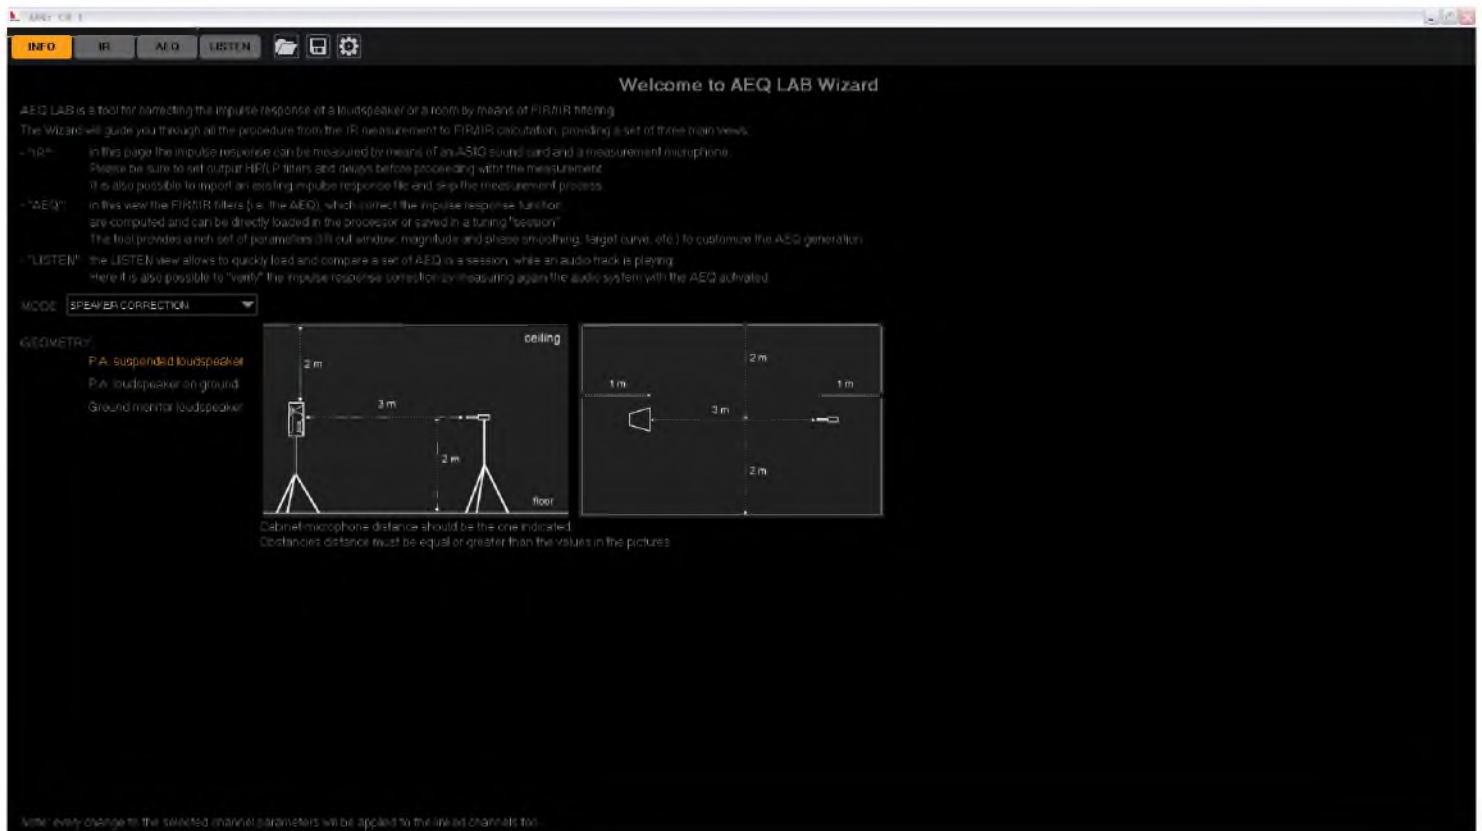 INFO IR AEQ LISTEN
Welcome to AEQ LAB Wizard
AEQ LAB is a tool for correcting the impulse response of a loudspeaker or a room by means of FIR/IIR filtering
The Wizard will guide you through all the procedure from the IR measurement to FIR/IIR calculation, providing a set of three main views:
- "IR": in this page the impulse response can be measured by means of an ASIO sound card and a measurement microphone.
Please be sure to set output HP/LP filters and delays before proceeding witht the measurement
It is also possible to import an existing impulse response file and skip the measurement process
- "AEQ": in this view the FIR/IIR filters (i.e. the AEQ), which correct the impulse response function,
are computed and can be directly loaded in the processor or saved in a tuning "session"
The tool provides a rich set of parameters (IR cut window, magnitude and phase smoothing, target curve, etc.) to customize the AEQ generation
- "LISTEN": the LISTEN view allows to quickly load and compare a set of AEQ in a session, while an audio track is playing.
Here it is also possible to "verify" the impulse response correction by measuring again the audio system with the AEQ activated.
MODE: SPEAKER CORRECTION
GEOMETRY:
P.A. suspended loudspeaker
P.A. loudspeaker on ground
Ground monitor loudspeaker
ceiling
2 m
3 m
2 m
floor
2 m
1 m
1 m
3 m
2 m
Cabinet-microphone distance should be the one indicated
Obstancles distance must be equal or greater than the values in the pictures
Note: every change to the selected channel parameters will be applied to the linked channels too